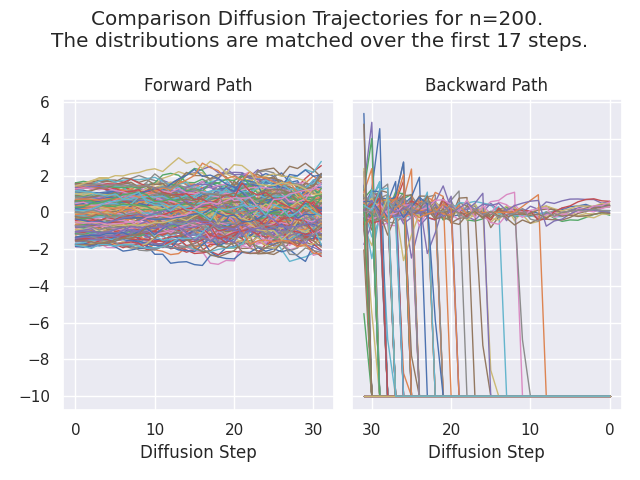 Comparison Diffusion Trajectories for n=200.
The distributions are matched over the first 17 steps.
Forward Path
Backward Path
6
4
2
0
−2
−4
−6
−8
−10
0 10 20 30
30 20 10 0
Diffusion Step
Diffusion Step